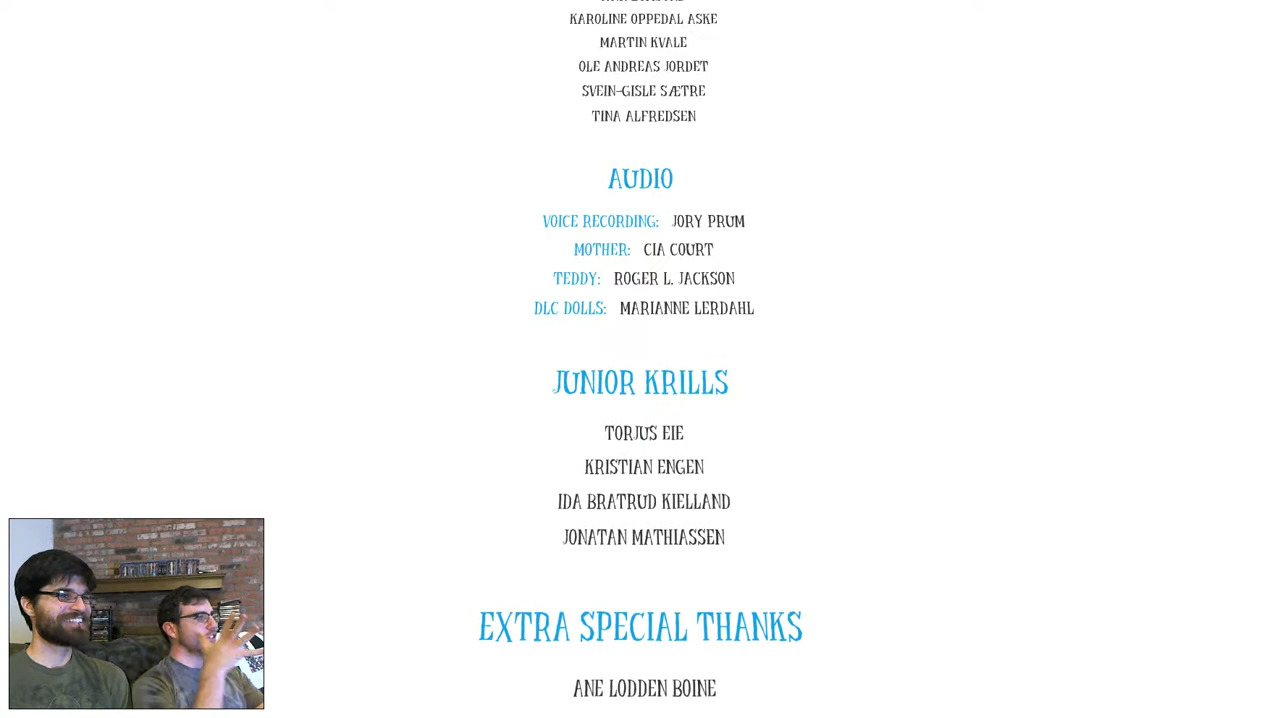 KAROLINE OPPEDAL ASKE
MARTIN KVALE
OLE ANDREAS JORDET
SVEIN-GISLE SÆTRE
TINA ALFREDSEN
AUDIO
VOICE RECORDING: JORY PRUM
MOTHER: CIA COURT
TEDDY: ROGER L. JACKSON
DLC DOLLS: MARIANNE LERDAHL
JUNIOR KRILLS
TORJUS EIE
KRISTIAN ENGEN
IDA BRATRUD KIELLAND
JONATAN MATHIASSEN
EXTRA SPECIAL THANKS
ANE LODDEN BOINE